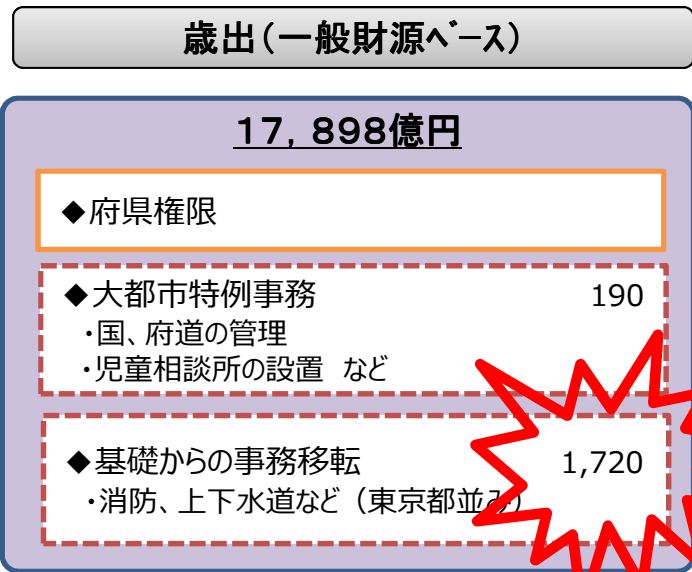 歳出(一般財源ベース)
17,898億円
◆府県権限
◆大都市特例事務 190
・国、府道の管理
・児童相談所の設置 など
◆基礎からの事務移転 1,720
・消防、上下水道など(東京都並み)